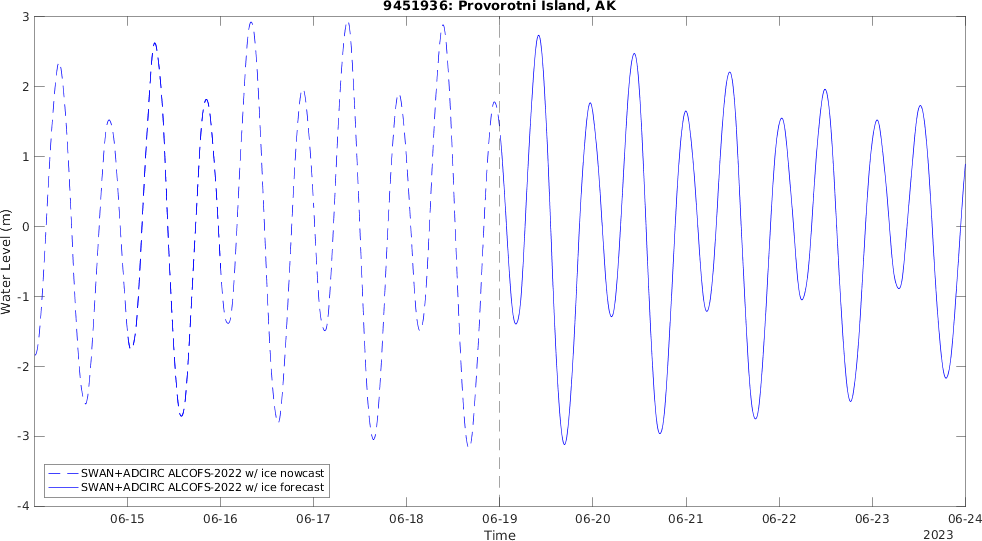 9451936: Provorotni Island, AK
3
2
1
0
-1
-2
-3
-4
Water Level (m)
SWAN+ADCIRC ALCOFS-2022 w/ ice nowcast
SWAN+ADCIRC ALCOFS-2022 w/ ice forecast
06-15 06-16 06-17 06-18 06-19 06-20 06-21 06-22 06-23 06-24
Time
2023